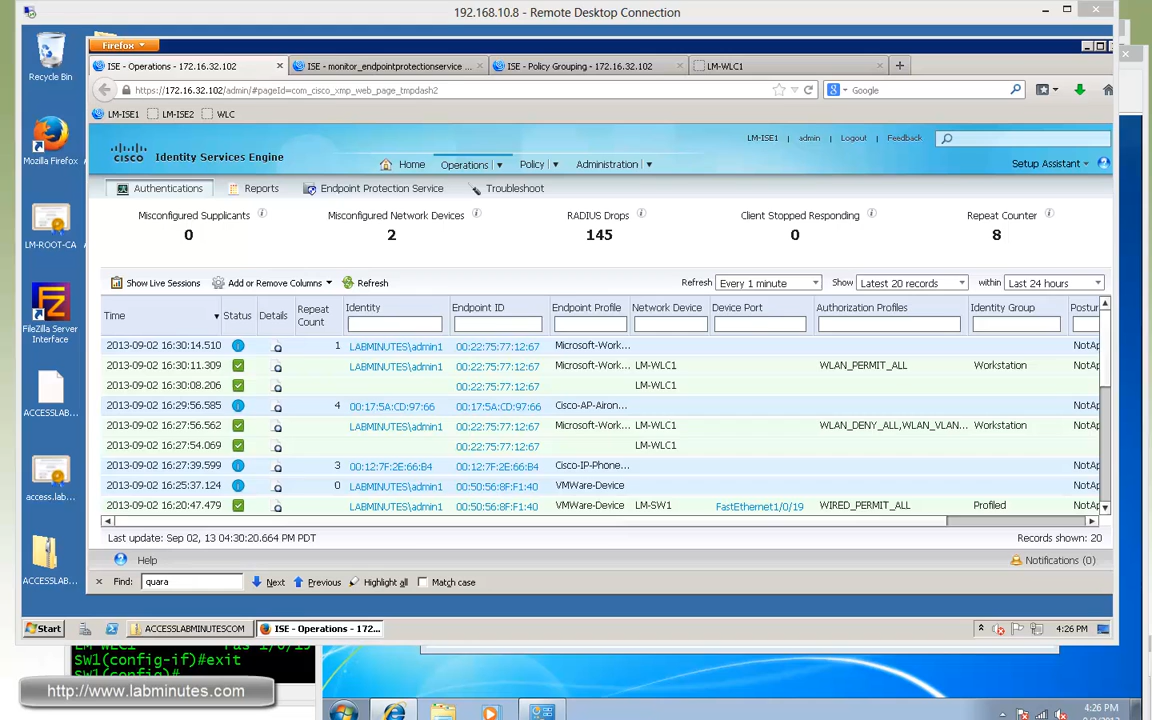 192.168.10.8 - Remote Desktop Connection
Recycle Bin
Mozilla Firefox
LM-ROOT-CA
FileZilla Server
Interface
ACCESSLAB...
access.lab...
ACCESSLAB...
Firefox
ISE - Operations - 172.16.32.102
ISE - monitor_endpointprotectionservice ...
ISE - Policy Grouping - 172.16.32.102
LM-WLC1
https://172.16.32.102/admin/#pageId=com_cisco_xmp_web_page_tmpdash2
Google
LM-ISE1 LM-ISE2 WLC
LM-ISE1 | admin | Logout | Feedback
CISCO Identity Services Engine
Home Operations Policy Administration
Setup Assistant
Authentications Reports Endpoint Protection Service Troubleshoot
Misconfigured Supplicants Misconfigured Network Devices RADIUS Drops Client Stopped Responding Repeat Counter
0 2 145 0 8
Show Live Sessions Add or Remove Columns Refresh Refresh Every 1 minute Show Latest 20 records within Last 24 hours
Time Status Details Repeat Count Identity Endpoint ID Endpoint Profile Network Device Device Port Authorization Profiles Identity Group Postur
2013-09-02 16:30:14.510 1 LABMINUTES\admin1 00:22:75:77:12:67 Microsoft-Work... NotAp
2013-09-02 16:30:11.309 LABMINUTES\admin1 00:22:75:77:12:67 Microsoft-Work... LM-WLC1 WLAN_PERMIT_ALL Workstation NotAp
2013-09-02 16:30:08.206 00:22:75:77:12:67 LM-WLC1
2013-09-02 16:29:56.585 4 00:17:5A:CD:97:66 00:17:5A:CD:97:66 Cisco-AP-Airon... NotAp
2013-09-02 16:27:56.562 LABMINUTES\admin1 00:22:75:77:12:67 Microsoft-Work... LM-WLC1 WLAN_DENY_ALL,WLAN_VLAN... Workstation NotAp
2013-09-02 16:27:54.069 00:22:75:77:12:67 LM-WLC1
2013-09-02 16:27:39.599 3 00:12:7F:2E:66:B4 00:12:7F:2E:66:B4 Cisco-IP-Phone... NotAp
2013-09-02 16:25:37.124 0 LABMINUTES\admin1 00:50:56:8F:F1:40 VMWare-Device NotAp
2013-09-02 16:20:47.479 LABMINUTES\admin1 00:50:56:8F:F1:40 VMWare-Device LM-SW1 FastEthernet1/0/19 WIRED_PERMIT_ALL Profiled NotAp
Last update: Sep 02, 13 04:30:20.664 PM PDT
Records shown: 20
Help
Notifications (0)
Find: quara Next Previous Highlight all Match case
Start ACCESSLABMINUTESCOM ISE - Operations - 172... 4:26 PM
SW1(config-if)#exit
SW1(config)#
http://www.labminutes.com
4:26 PM